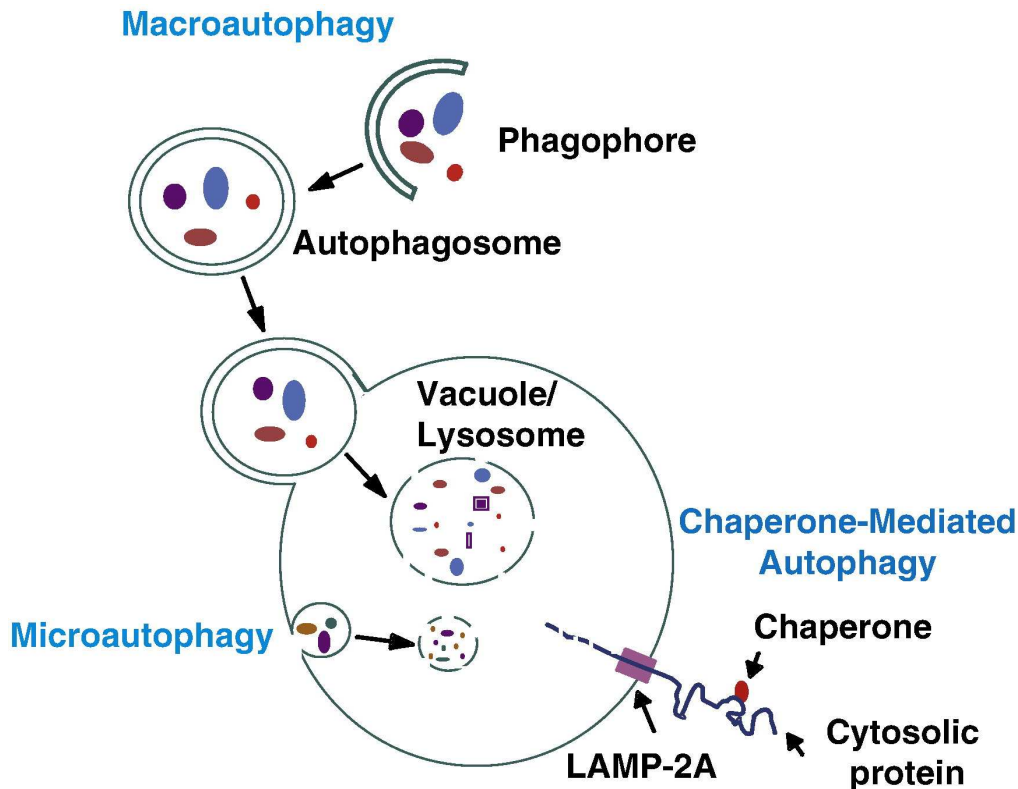 Macroautophagy
Phagophore
Autophagosome
Vacuole/
Lysosome
Chaperone-Mediated
Autophagy
Microautophagy
Chaperone
LAMP-2A
Cytosolic
protein